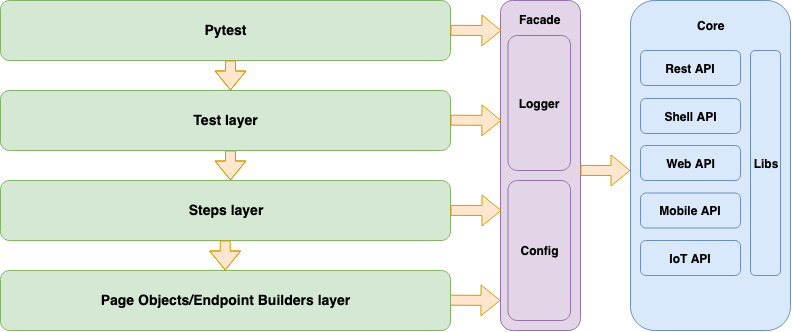 Pytest
Test layer
Steps layer
Page Objects/Endpoint Builders layer
Facade
Logger
Config
Core
Rest API
Shell API
Web API
Mobile API
IoT API
Libs